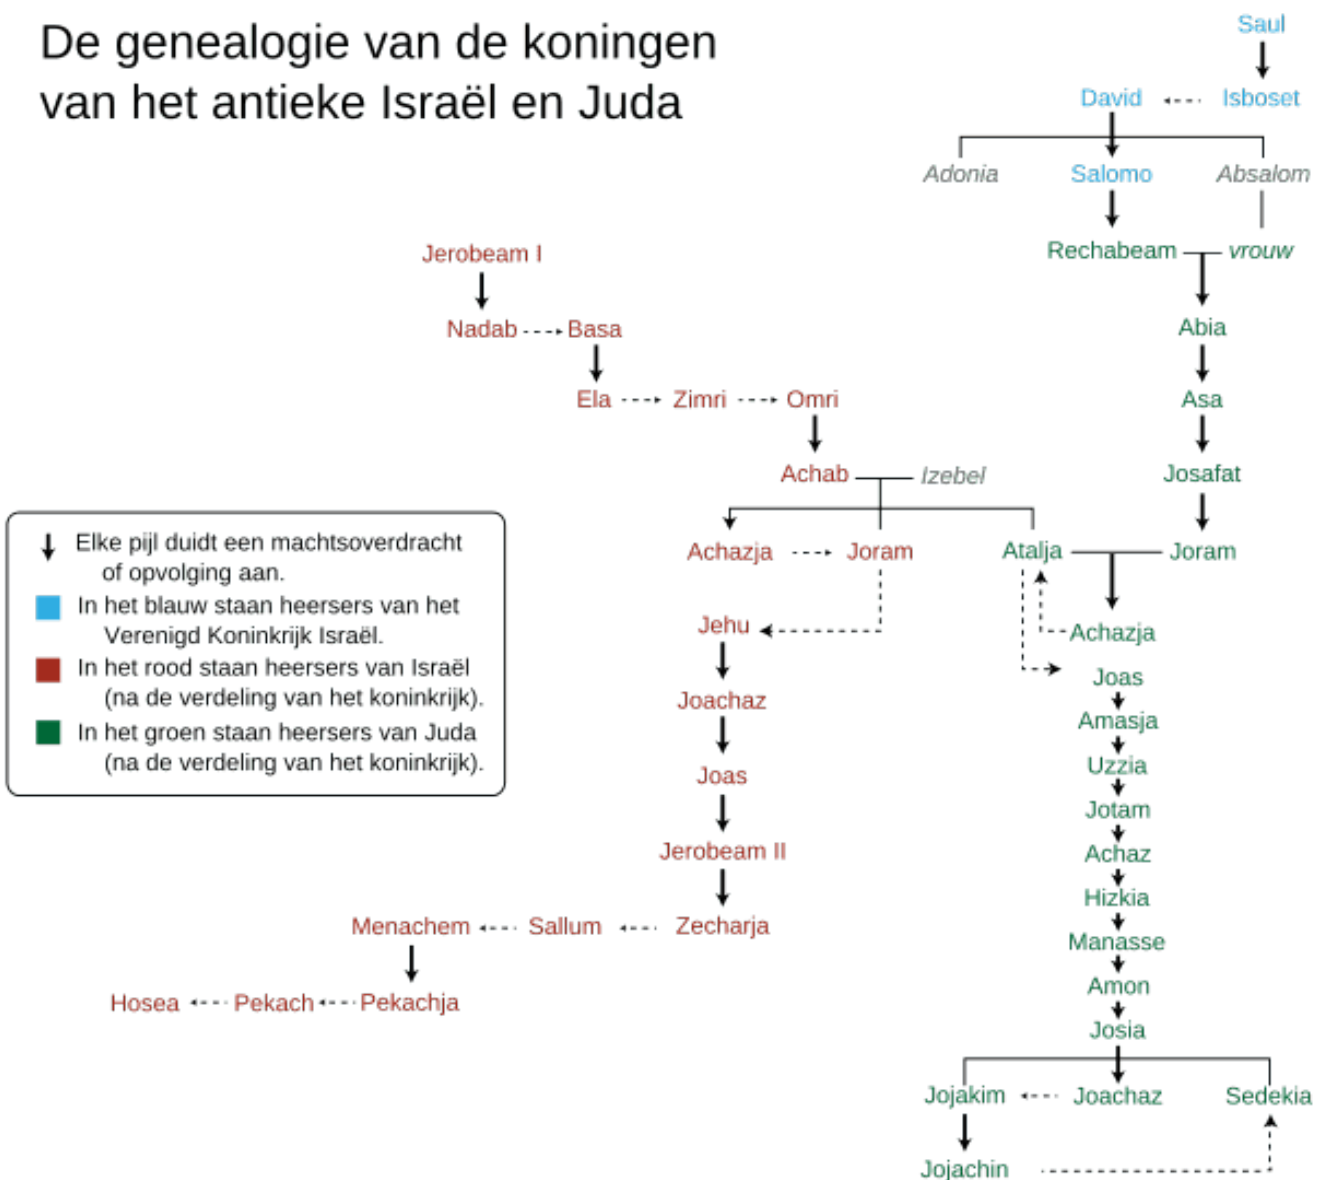 De genealogie van de koningen
van het antieke Israël en Juda
Saul
David
Isboset
Adonia
Salomo
Absalom
Rechabeam
vrouw
Jerobeam I
Nadab
Basa
Abia
Ela
Zimri
Omri
Asa
Achab
Izebel
Josafat
Achazja
Joram
Atalja
Joram
Elke pijl duidt een machtsoverdracht
of opvolging aan.
In het blauw staan heersers van het
Verenigd Koninkrijk Israël.
In het rood staan heersers van Israël
(na de verdeling van het koninkrijk).
In het groen staan heersers van Juda
(na de verdeling van het koninkrijk).
Jehu
Achazja
Joachaz
Joas
Joas
Amasja
Uzzia
Jotam
Jerobeam II
Achaz
Hizkia
Menachem
Sallum
Zecharja
Manasse
Hosea
Pekach
Pekachja
Amon
Josia
Jojakim
Joachaz
Sedekia
Jojachin